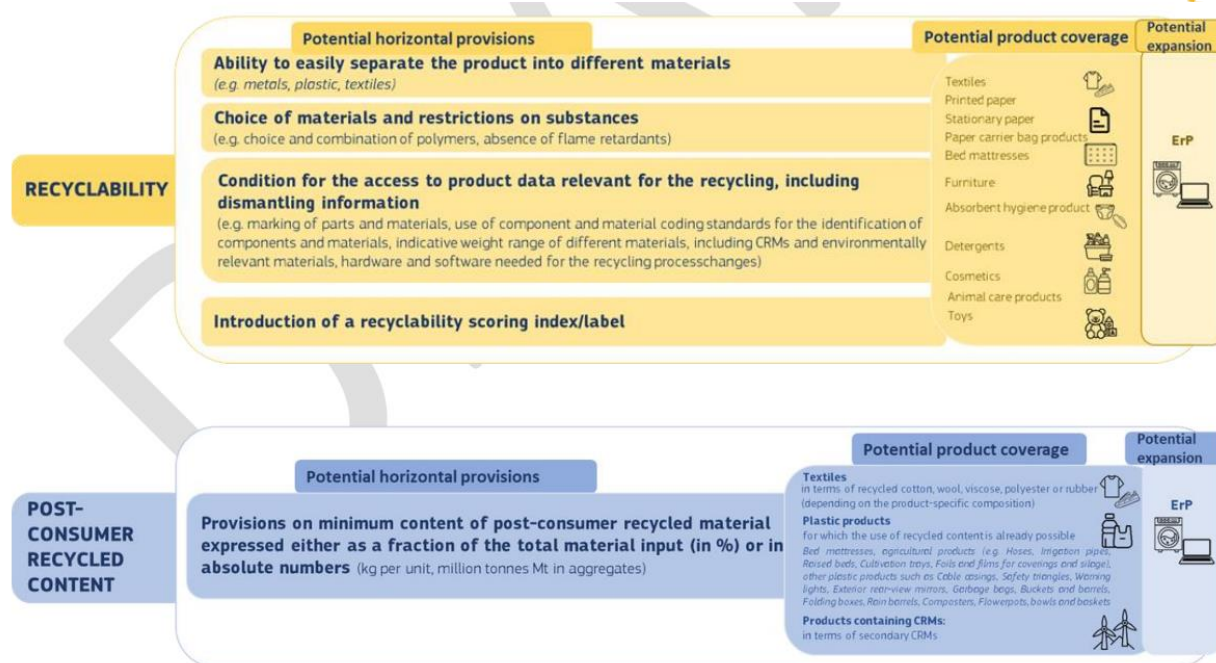 Potential horizontal provisions
Potential product coverage
Potential
expansion
RECYCLABILITY
Ability to easily separate the product into different materials
(e.g. metals, plastic, textiles)
Choice of materials and restrictions on substances
(e.g. choice and combination of polymers, absence of flame retardants)
Condition for the access to product data relevant for the recycling, including
dismantling information
(e.g. marking of parts and materials, use of component and material coding standards for the identification of
components and materials, indicative weight range of different materials, including CRMs and environmentally
relevant materials, hardware and software needed for the recycling processchanges)
Introduction of a recyclability scoring index/label
Textiles
Printed paper
Stationary paper
Paper carrier bag products
Bed mattresses
Furniture
Absorbent hygiene product
Detergents
Cosmetics
Animal care products
Toys
ErP
Potential horizontal provisions
Potential product coverage
Potential
expansion
POST-
CONSUMER
RECYCLED
CONTENT
Provisions on minimum content of post-consumer recycled material
expressed either as a fraction of the total material input (in %) or in
absolute numbers (kg per unit, million tonnes Mt in aggregates)
Textiles
in terms of recycled cotton, wool, viscose, polyester or rubber
(depending on the product-specific composition)
Plastic products
for which the use of recycled content is already possible
Bed mattresses, agricultural products (e.g. Hoses, Irrigation pipes,
Raised beds, Cultivation trays, Foils and films for coverings and silage),
other plastic products such as Cable casings, Safety triangles, Warning
lights, Exterior rear-view mirrors, Garbage bags, Buckets and barrels,
Folding boxes, Rain barrels, Composters, Flowerpots, bowls and baskets
Products containing CRMs:
in terms of secondary CRMs
ErP